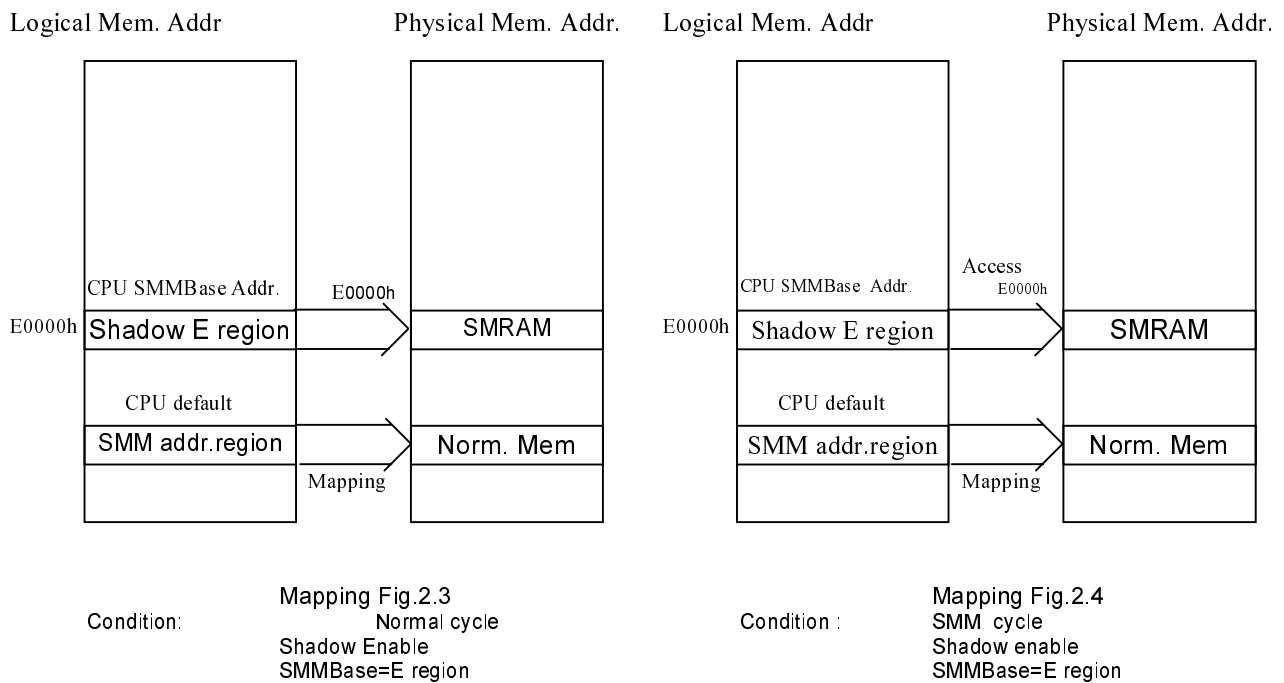 Logical Mem. Addr
Physical Mem. Addr.
CPU SMMBase Addr.
E0000h
E0000h
Shadow E region
SMRAM
CPU default
SMM addr.region
Norm. Mem
Mapping
Mapping Fig.2.3
Condition:
Normal cycle
Shadow Enable
SMMBase=E region
Logical Mem. Addr
Physical Mem. Addr.
Access
CPU SMMBase Addr.
E0000h
E0000h
Shadow E region
SMRAM
CPU default
SMM addr.region
Norm. Mem
Mapping
Mapping Fig.2.4
Condition :
SMM cycle
Shadow enable
SMMBase=E region